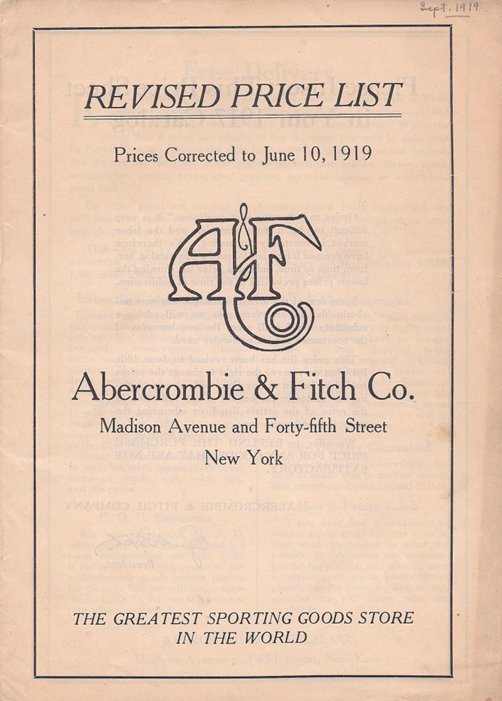 Sept. 1919.
REVISED PRICE LIST
Prices Corrected to June 10, 1919
A&F Co
Abercrombie & Fitch Co.
Madison Avenue and Forty-fifth Street
New York
THE GREATEST SPORTING GOODS STORE
IN THE WORLD